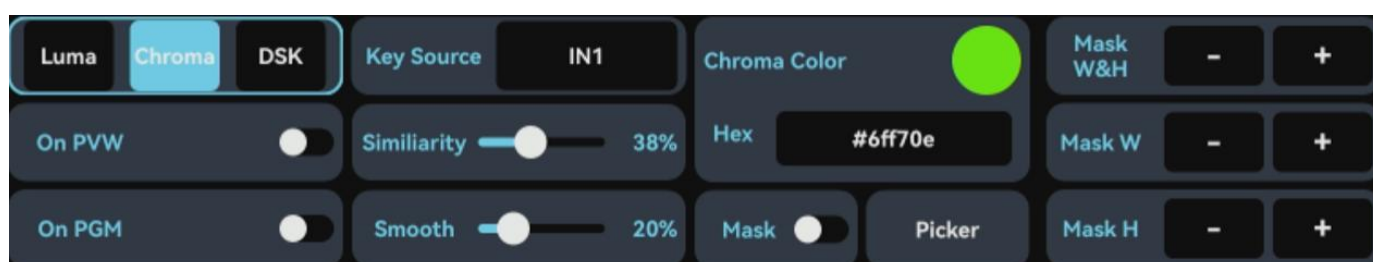 Luma Chroma DSK
Key Source IN1
Chroma Color
Mask
W&H - +
On PVW
Similiarity 38%
Hex #6ff70e
Mask W - +
On PGM
Smooth 20%
Mask
Picker
Mask H - +